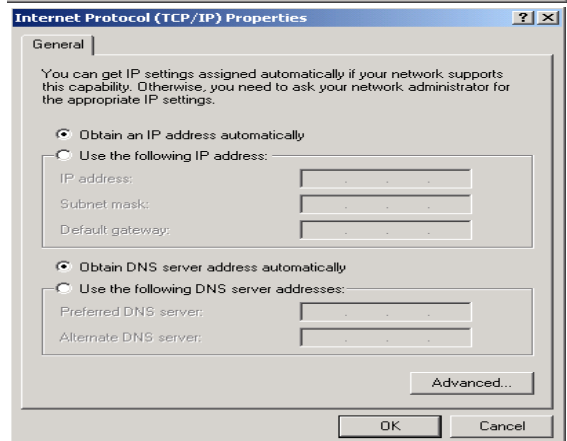 Internet Protocol (TCP/IP) Properties
General
You can get IP settings assigned automatically if your network supports
this capability. Otherwise, you need to ask your network administrator for
the appropriate IP settings.
Obtain an IP address automatically
Use the following IP address:
IP address:
Subnet mask:
Default gateway:
Obtain DNS server address automatically
Use the following DNS server addresses:
Preferred DNS server:
Alternate DNS server:
Advanced...
OK
Cancel